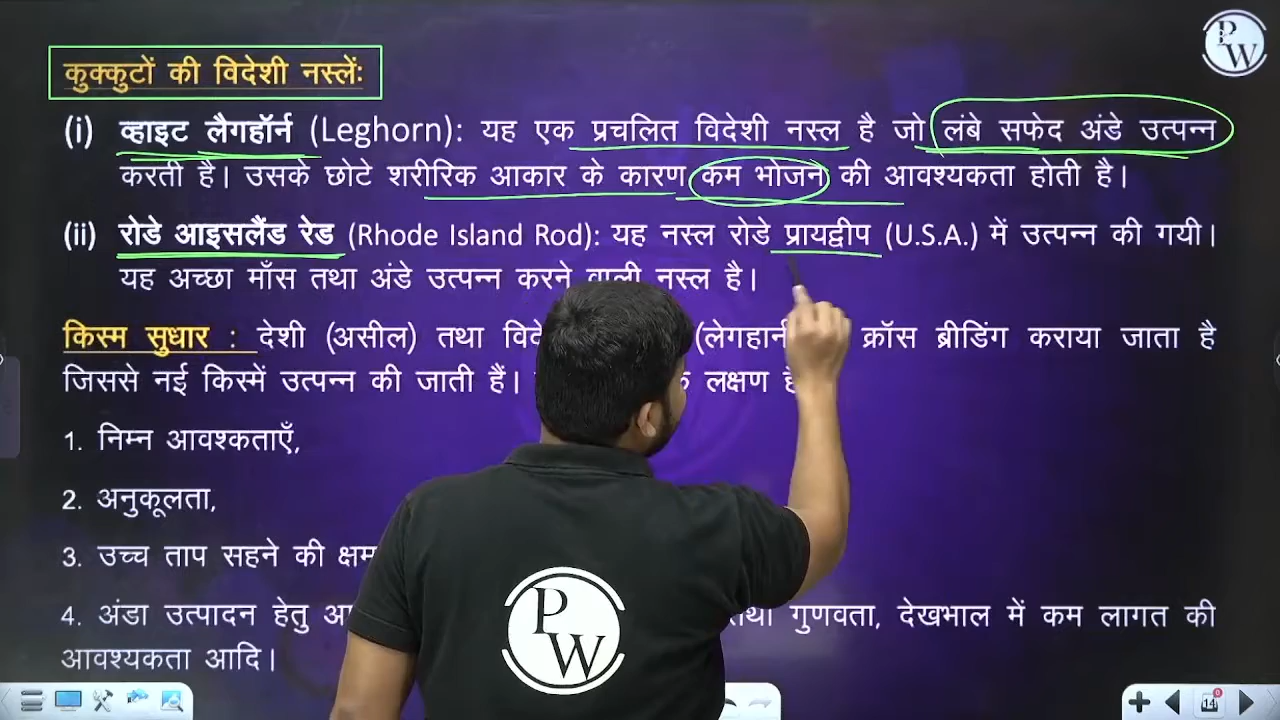 PW
कुक्कुटों की विदेशी नस्लेंः
(i) व्हाइट लैगहॉर्न (Leghorn): यह एक प्रचलित विदेशी नस्ल है जो लंबे सफेद अंडे उत्पन्न
करती है। उसके छोटे शरीरिक आकार के कारण कम भोजन की आवश्यकता होती है।
(ii) रोडे आइसलैंड रेड (Rhode Island Rod): यह नस्ल रोडे प्रायद्वीप (U.S.A.) में उत्पन्न की गयी।
यह अच्छा माँस तथा अंडे उत्पन्न करने वाली नस्ल है।
किस्म सुधार : देशी (असील) तथा (लेगहार्न क्रॉस ब्रीडिंग कराया जाता है
जिससे नई किस्में उत्पन्न की जाती हैं। लक्षण
1. निम्न आवश्कताएँ,
2. अनुकूलता,
3. उच्च ताप सहने की
4. अंडा उत्पादन हेतु तथा गुणवता, देखभाल में कम लागत की
आवश्यकता आदि।
PW
14